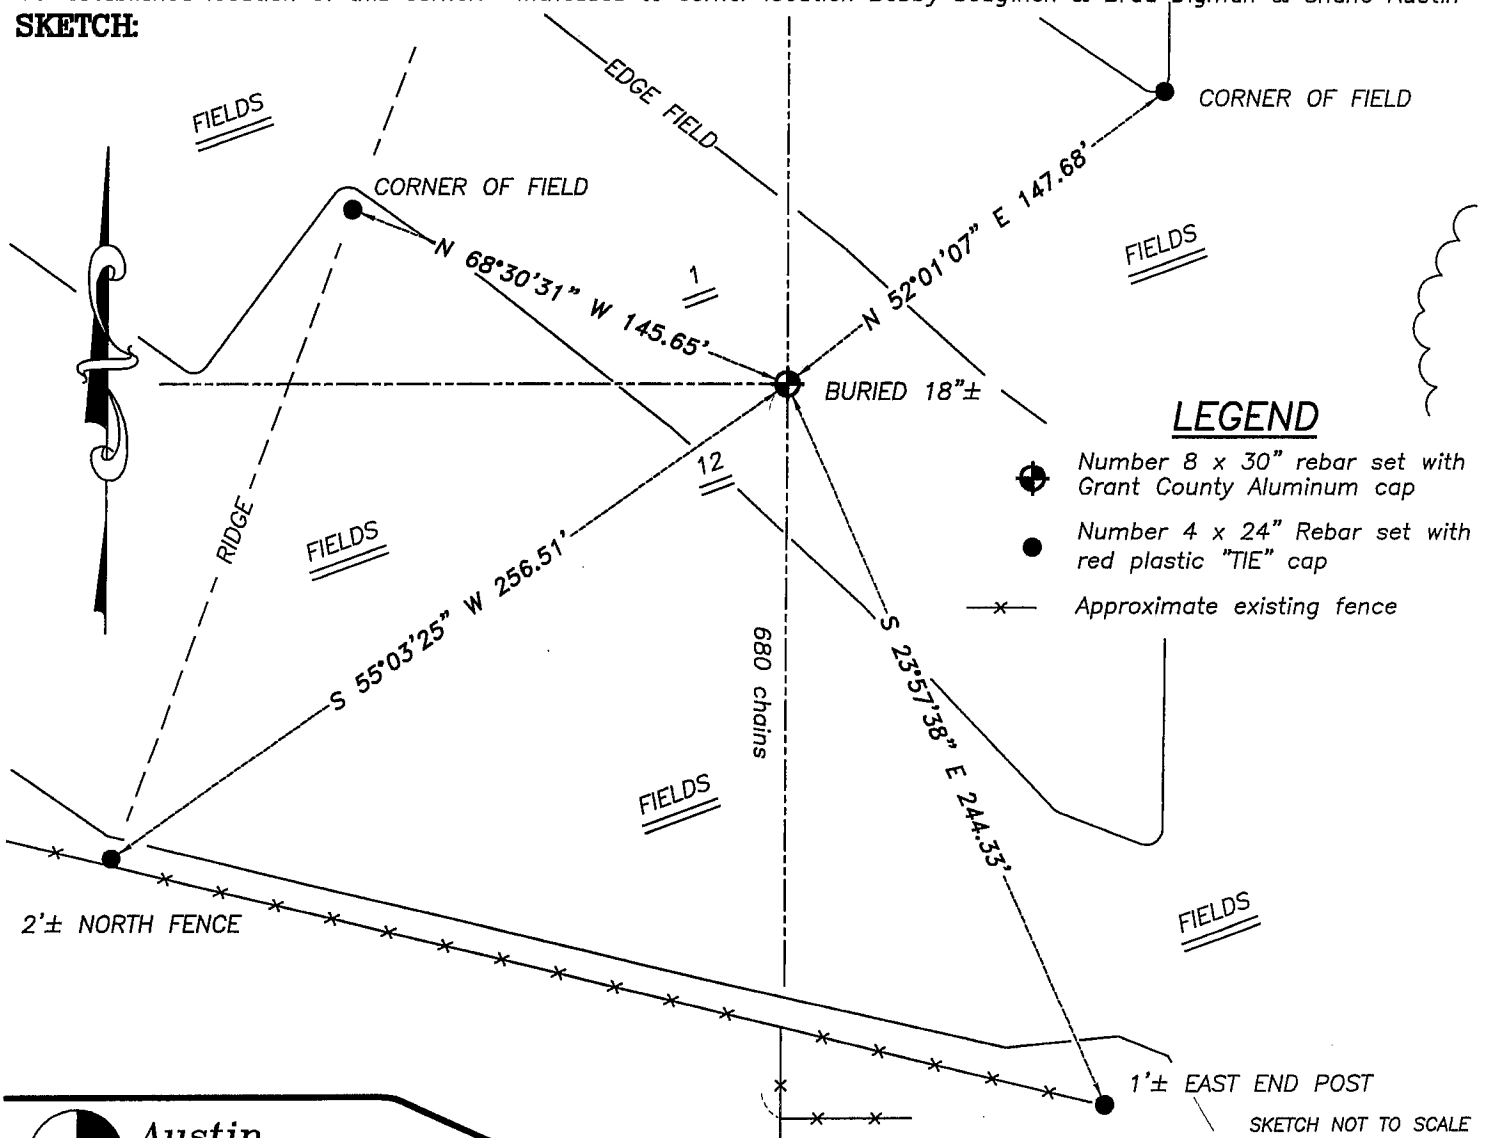 SKETCH:
FIELDS
EDGE FIELD
CORNER OF FIELD
CORNER OF FIELD
N 52°01'07" E 147.68'
N 68°30'31" W 145.65'
1
FIELDS
BURIED 18"±
LEGEND
Number 8 x 30" rebar set with
Grant County Aluminum cap
Number 4 x 24" Rebar set with
red plastic "TIE" cap
Approximate existing fence
12
RIDGE
FIELDS
S 55°03'25" W 256.51'
680 chains
S 23°57'38" E 244.33'
FIELDS
2'± NORTH FENCE
FIELDS
1'± EAST END POST
SKETCH NOT TO SCALE
Austin